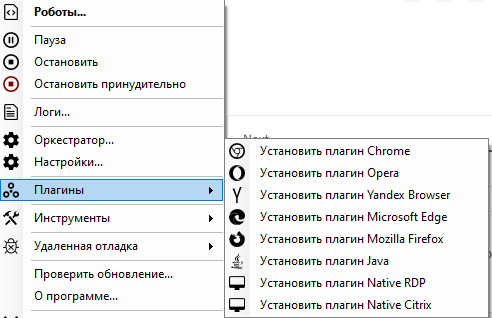 Роботы...
Пауза
Остановить
Остановить принудительно
Логи...
Оркестратор...
Настройки...
Плагины
Инструменты
Удаленная отладка
Проверить обновление...
О программе...
Установить плагин Chrome
Установить плагин Opera
Установить плагин Yandex Browser
Установить плагин Microsoft Edge
Установить плагин Mozilla Firefox
Установить плагин Java
Установить плагин Native RDP
Установить плагин Native Citrix